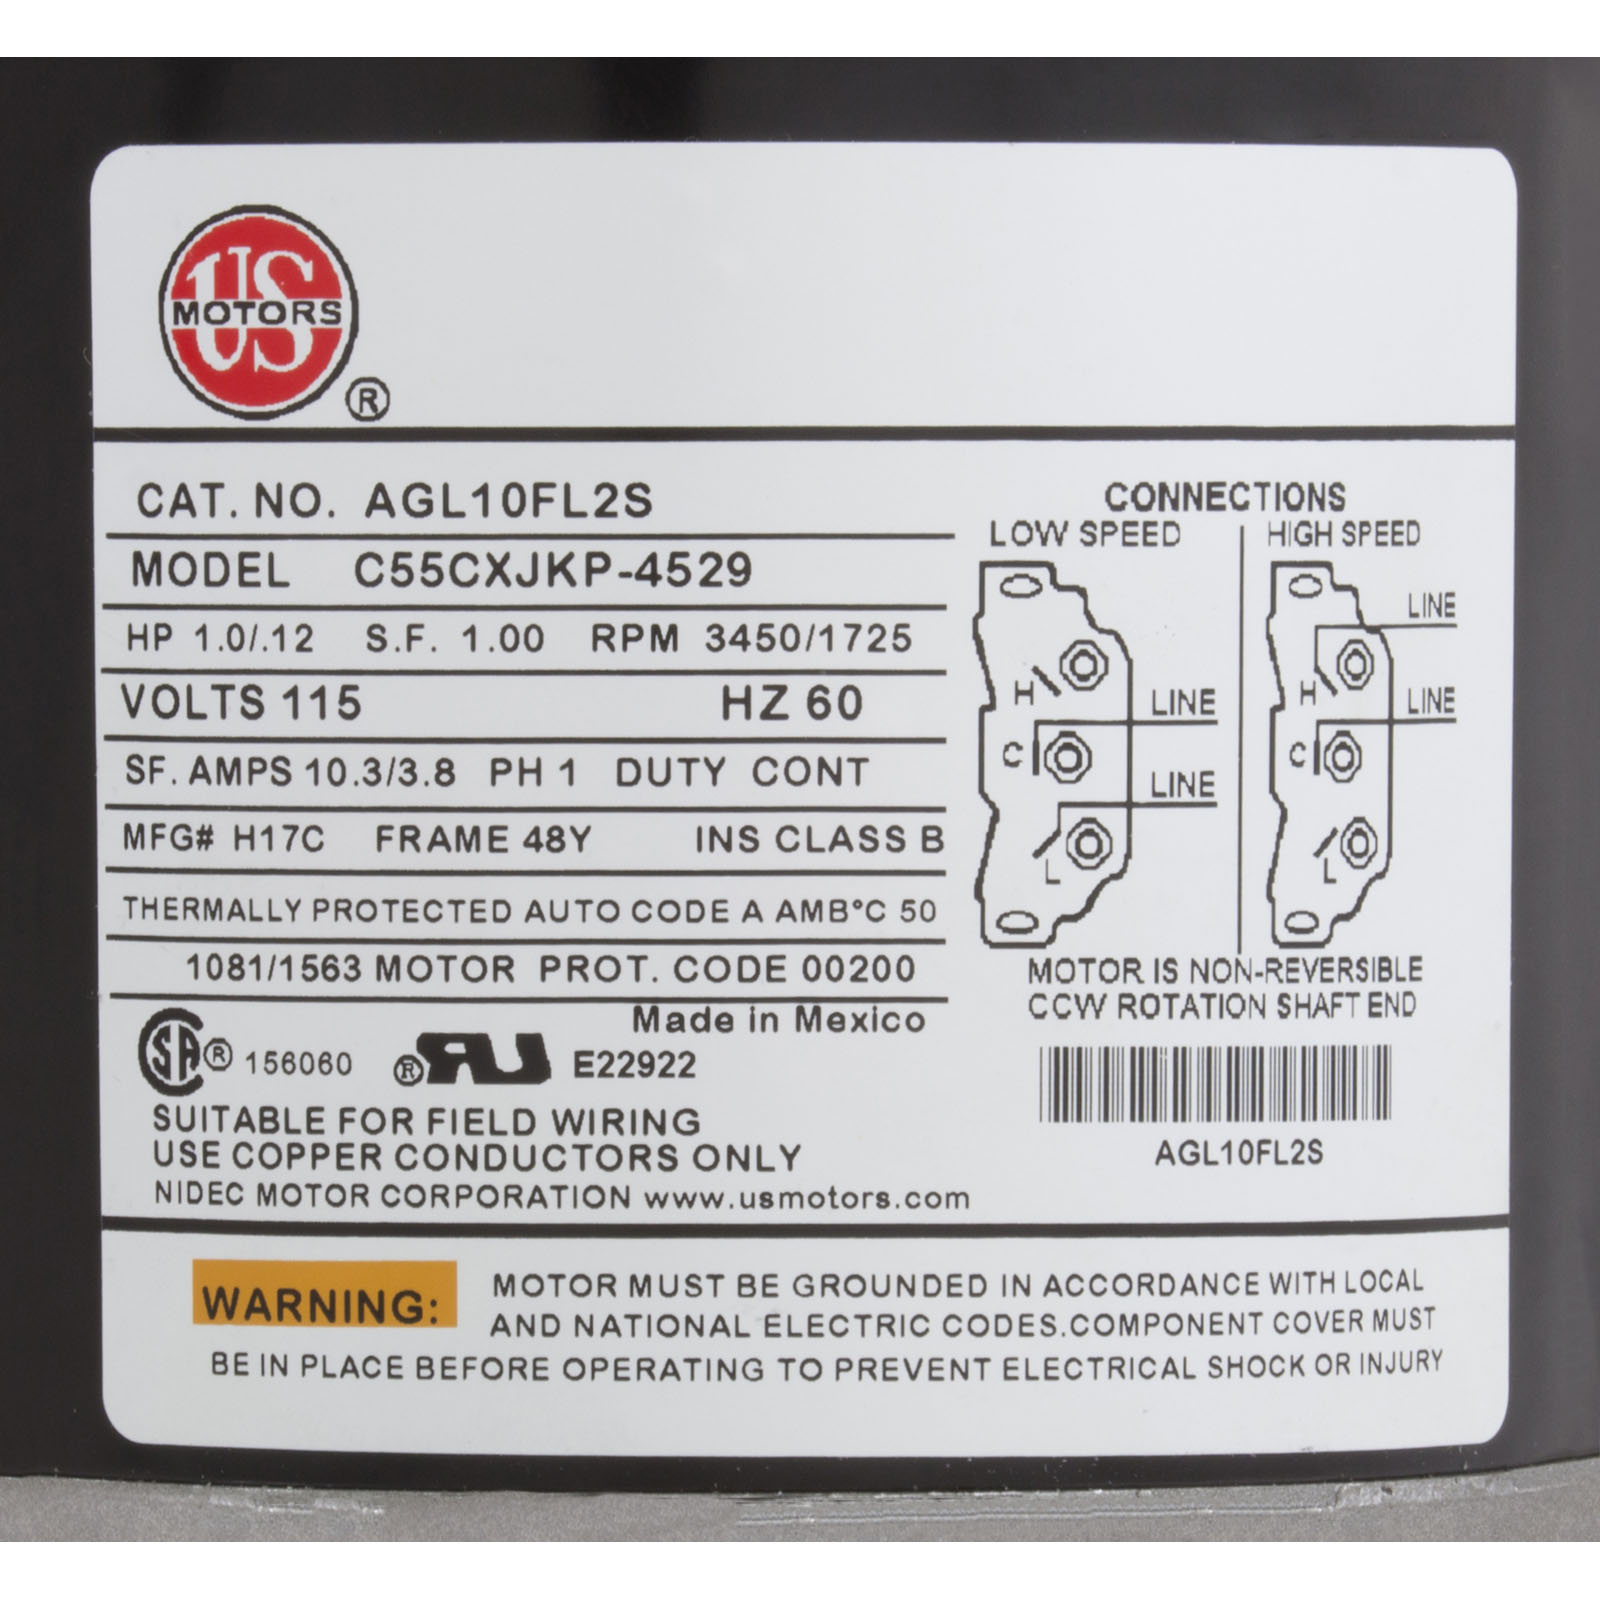 US
MOTORS
®
CAT. NO. AGL10FL2S
MODEL C55CXJKP-4529
HP 1.0/.12 S.F. 1.00 RPM 3450/1725
VOLTS 115 HZ 60
SF. AMPS 10.3/3.8 PH 1 DUTY CONT
MFG# H17C FRAME 48Y INS CLASS B
THERMALLY PROTECTED AUTO CODE A AMB°C 50
1081/1563 MOTOR PROT. CODE 00200
Made in Mexico
SA ® 156060 ® UR E22922
SUITABLE FOR FIELD WIRING
USE COPPER CONDUCTORS ONLY
NIDEC MOTOR CORPORATION www.usmotors.com
CONNECTIONS
LOW SPEED
H
LINE
C
LINE
L
HIGH SPEED
LINE
H
LINE
C
L
MOTOR IS NON-REVERSIBLE
CCW ROTATION SHAFT END
AGL10FL2S
WARNING: MOTOR MUST BE GROUNDED IN ACCORDANCE WITH LOCAL
AND NATIONAL ELECTRIC CODES.COMPONENT COVER MUST
BE IN PLACE BEFORE OPERATING TO PREVENT ELECTRICAL SHOCK OR INJURY